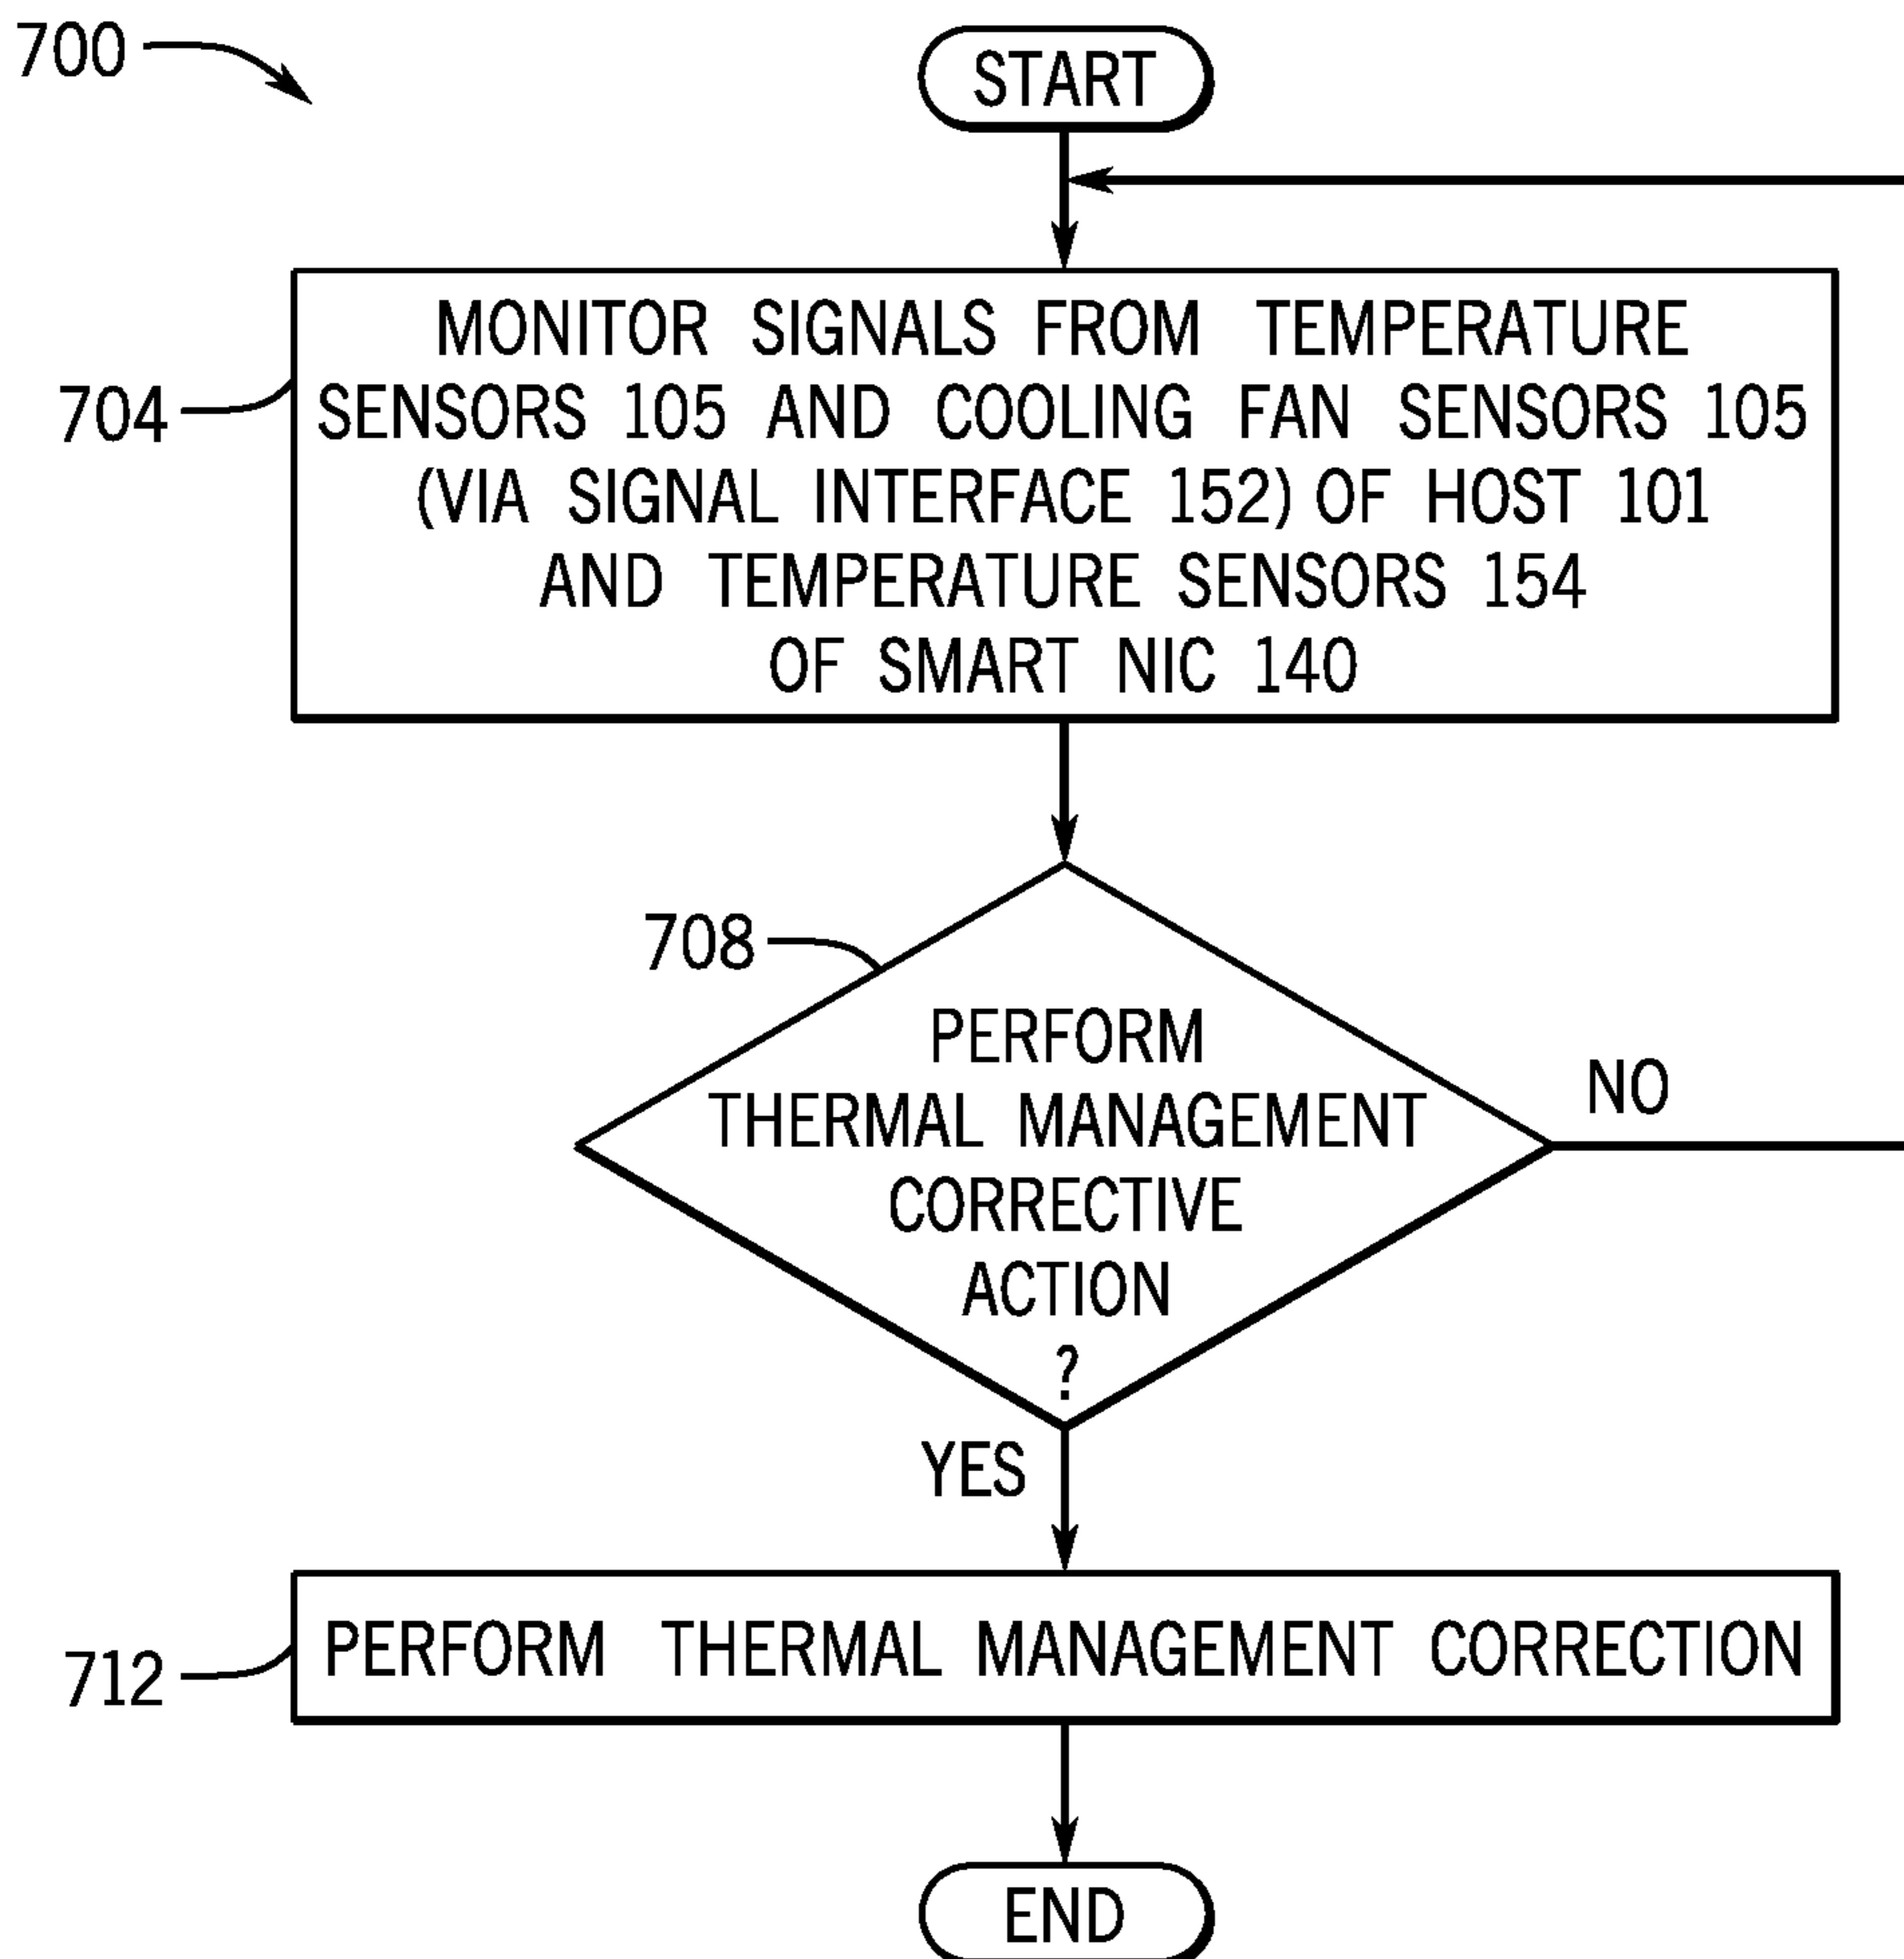 700
START
MONITOR SIGNALS FROM TEMPERATURE
704
SENSORS 105 AND COOLING FAN SENSORS 105
(VIA SIGNAL INTERFACE 152) OF HOST 101
AND TEMPERATURE SENSORS 154
OF SMART NIC 140
708
PERFORM
THERMAL MANAGEMENT
CORRECTIVE
ACTION
?
NO
YES
712
PERFORM THERMAL MANAGEMENT CORRECTION
END